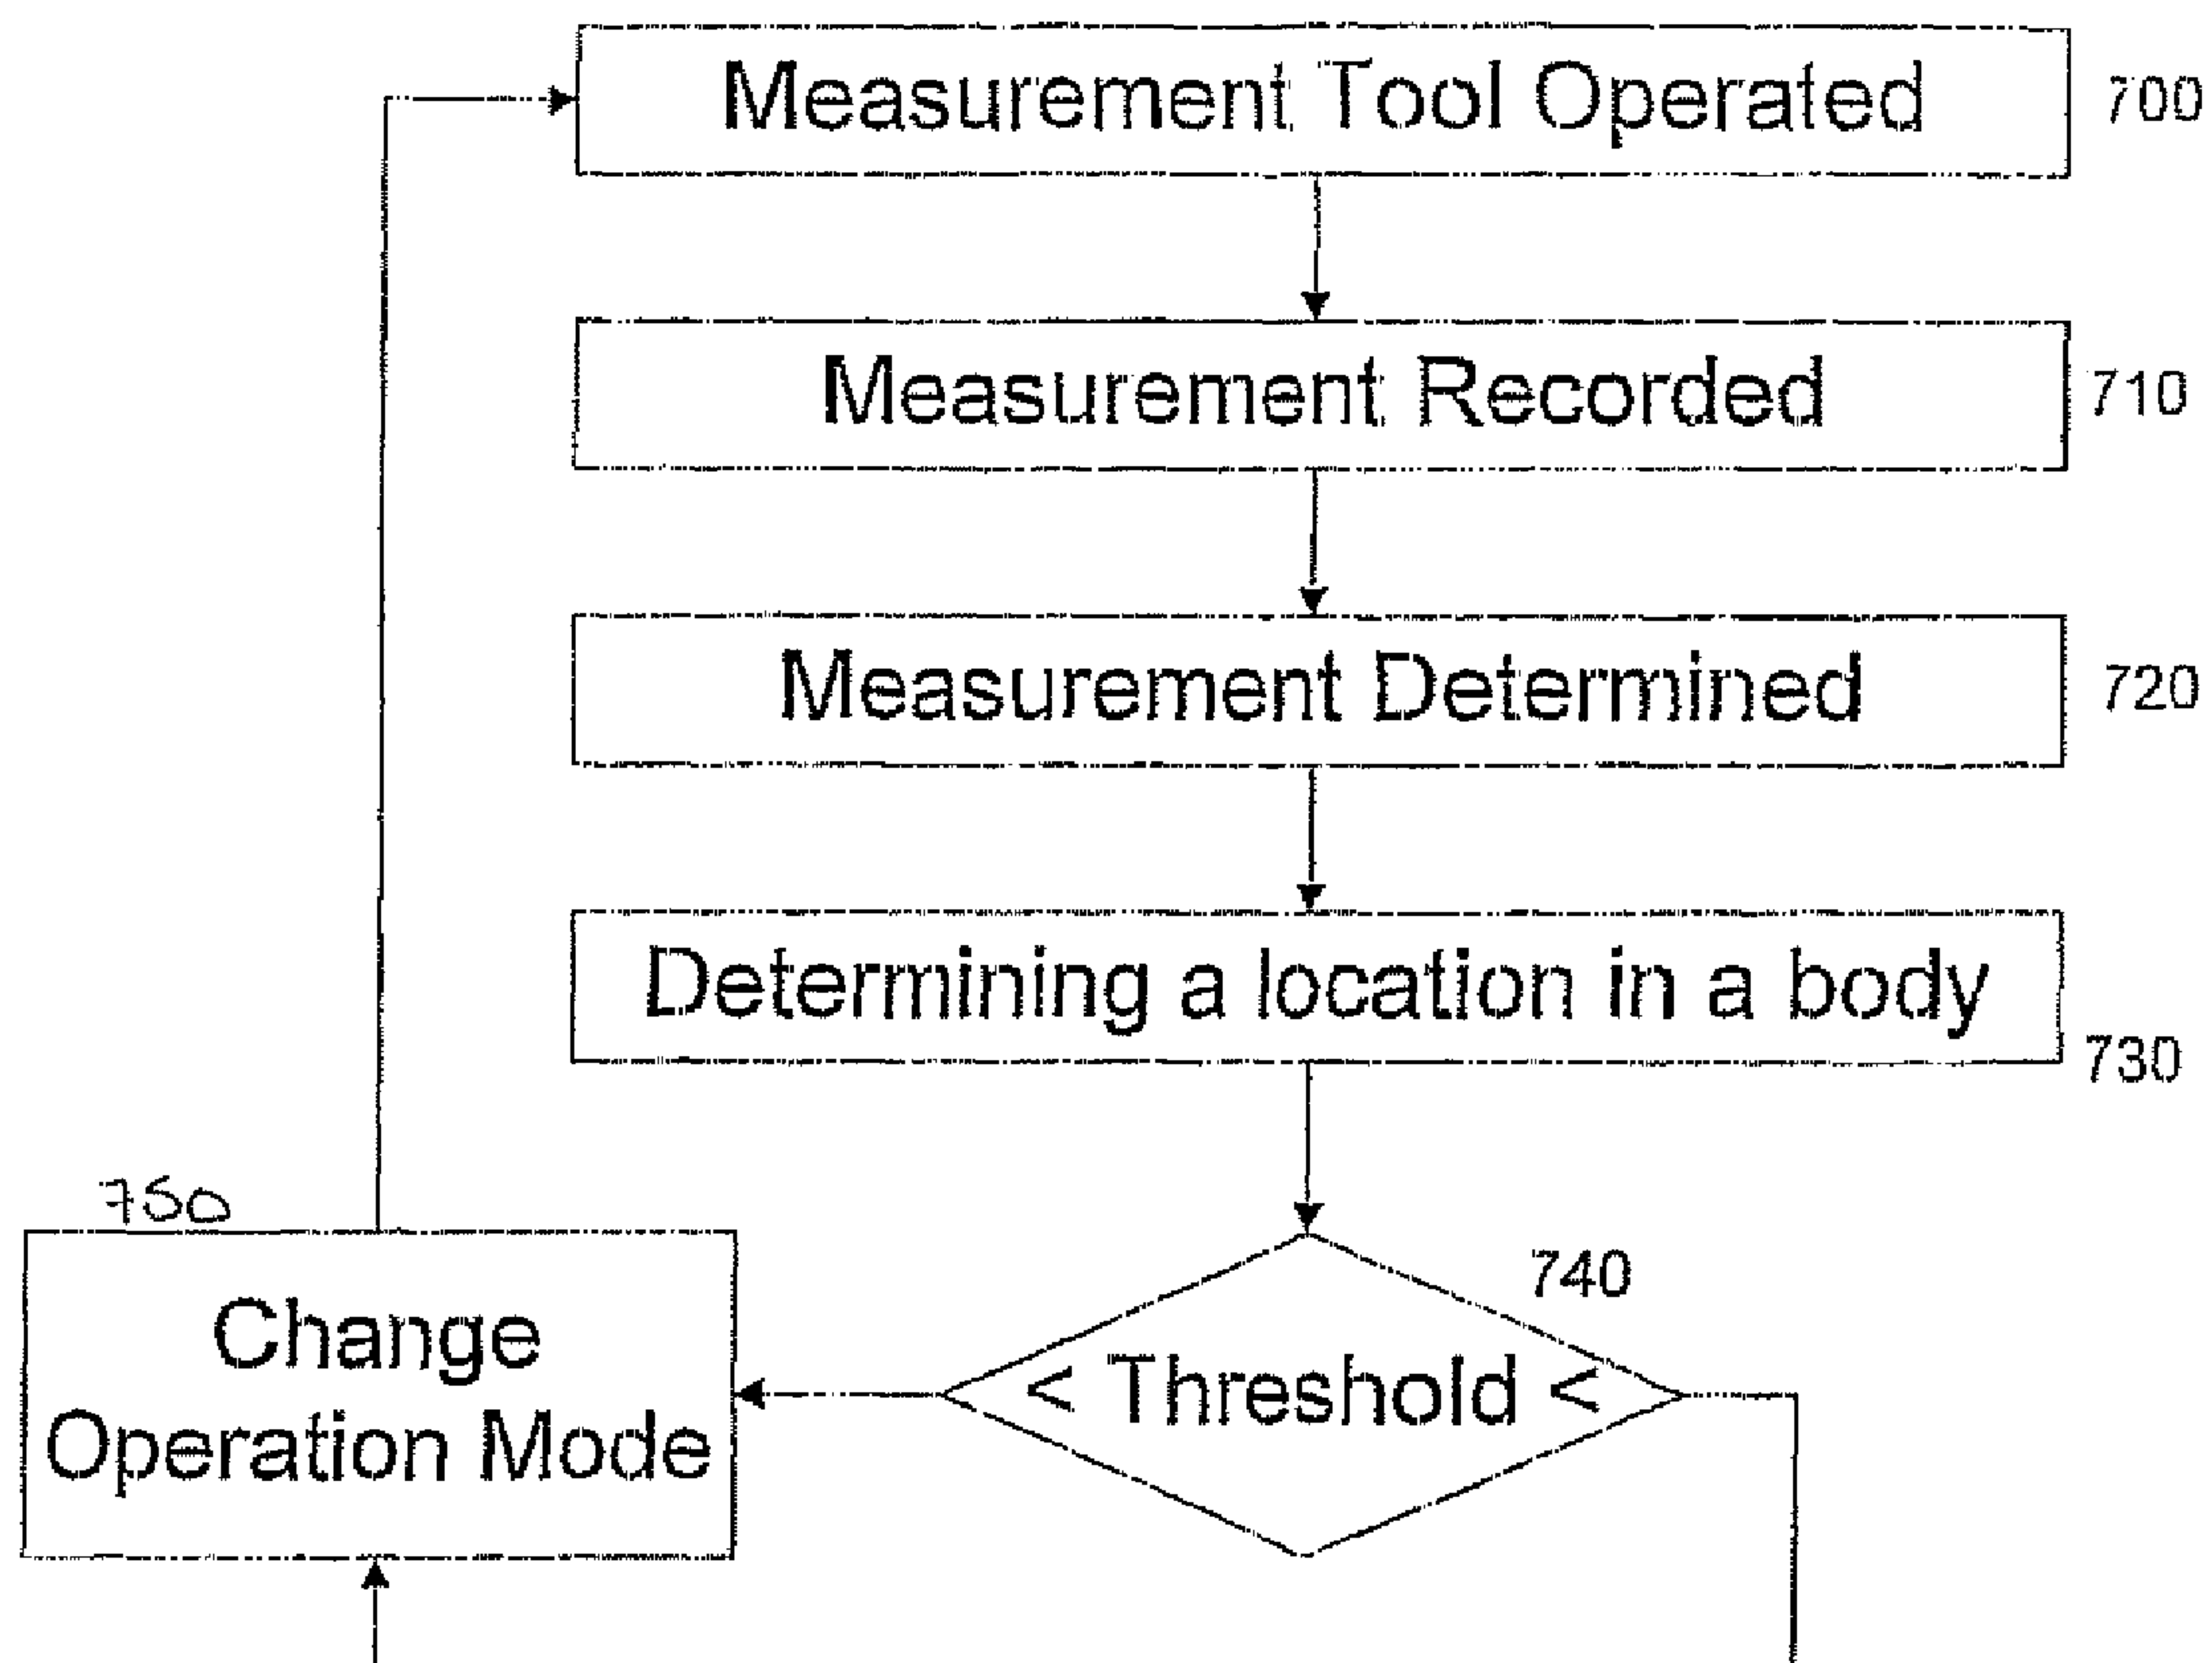 Measurement Tool Operated
700
Measurement Recorded
710
Measurement Determined
720
Determining a location in a body
730
750
740
Change
Operation Mode
< Threshold <